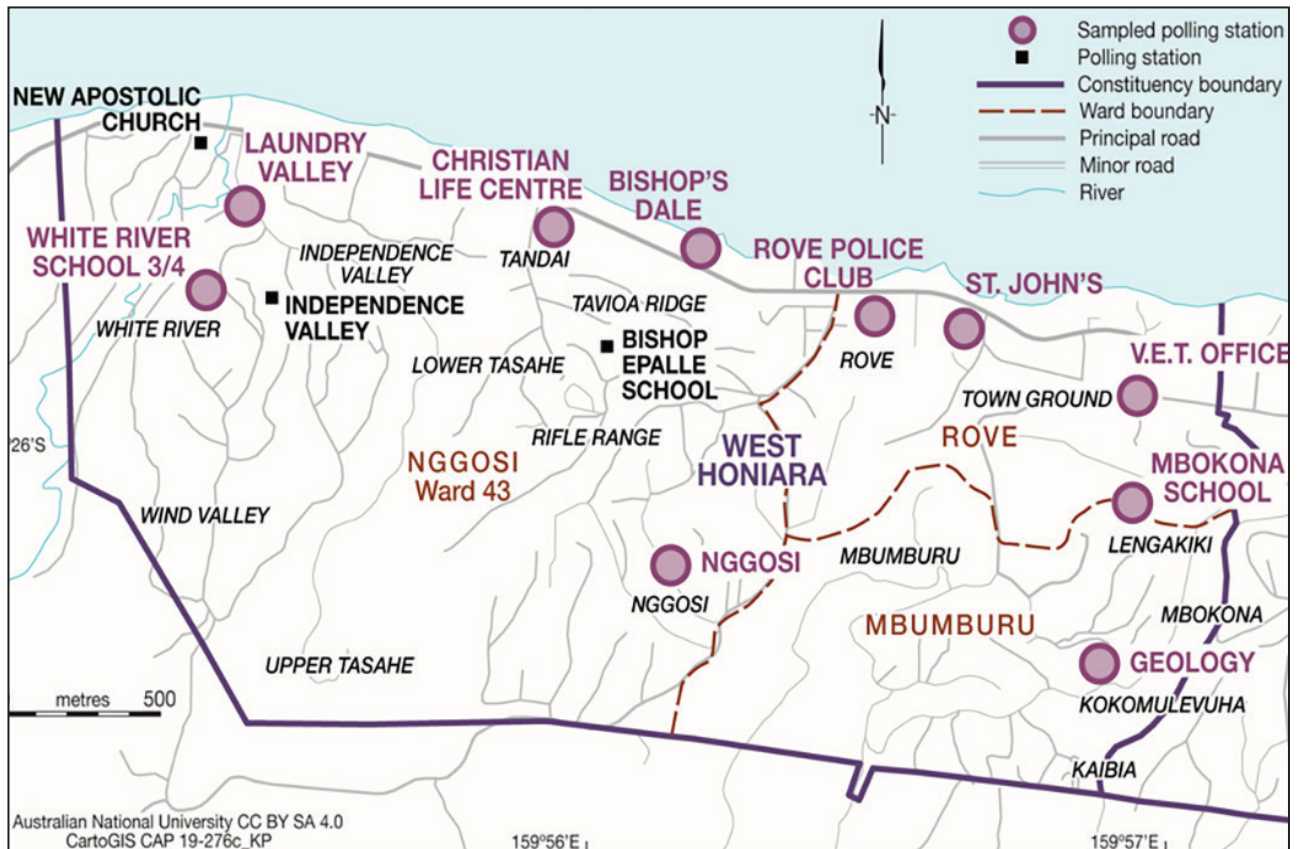 Sampled polling station
Polling station
Constituency boundary
Ward boundary
Principal road
Minor road
River
N
NEW APOSTOLIC
CHURCH
LAUNDRY
VALLEY
CHRISTIAN
LIFE CENTRE
BISHOP'S
DALE
WHITE RIVER
SCHOOL 3/4
INDEPENDENCE
VALLEY
TANDAI
ROVE POLICE
CLUB
ST. JOHN'S
WHITE RIVER
INDEPENDENCE
VALLEY
TAVIOA RIDGE
BISHOP
EPALLE
SCHOOL
LOWER TASAHE
ROVE
V.E.T. OFFICE
TOWN GROUND
26'S
RIFLE RANGE
NGGOSI
Ward 43
WEST
HONIARA
ROVE
MBOKONA
SCHOOL
WIND VALLEY
LENGAKIKI
MBUMBURU
NGGOSI
NGGOSI
MBOKONA
MBUMBURU
UPPER TASAHE
GEOLOGY
KOKOMULEVUHA
metres 500
KAIBIA
Australian National University CC BY SA 4.0
CartoGIS CAP 19-276c_KP
159°56'E
159°57'E